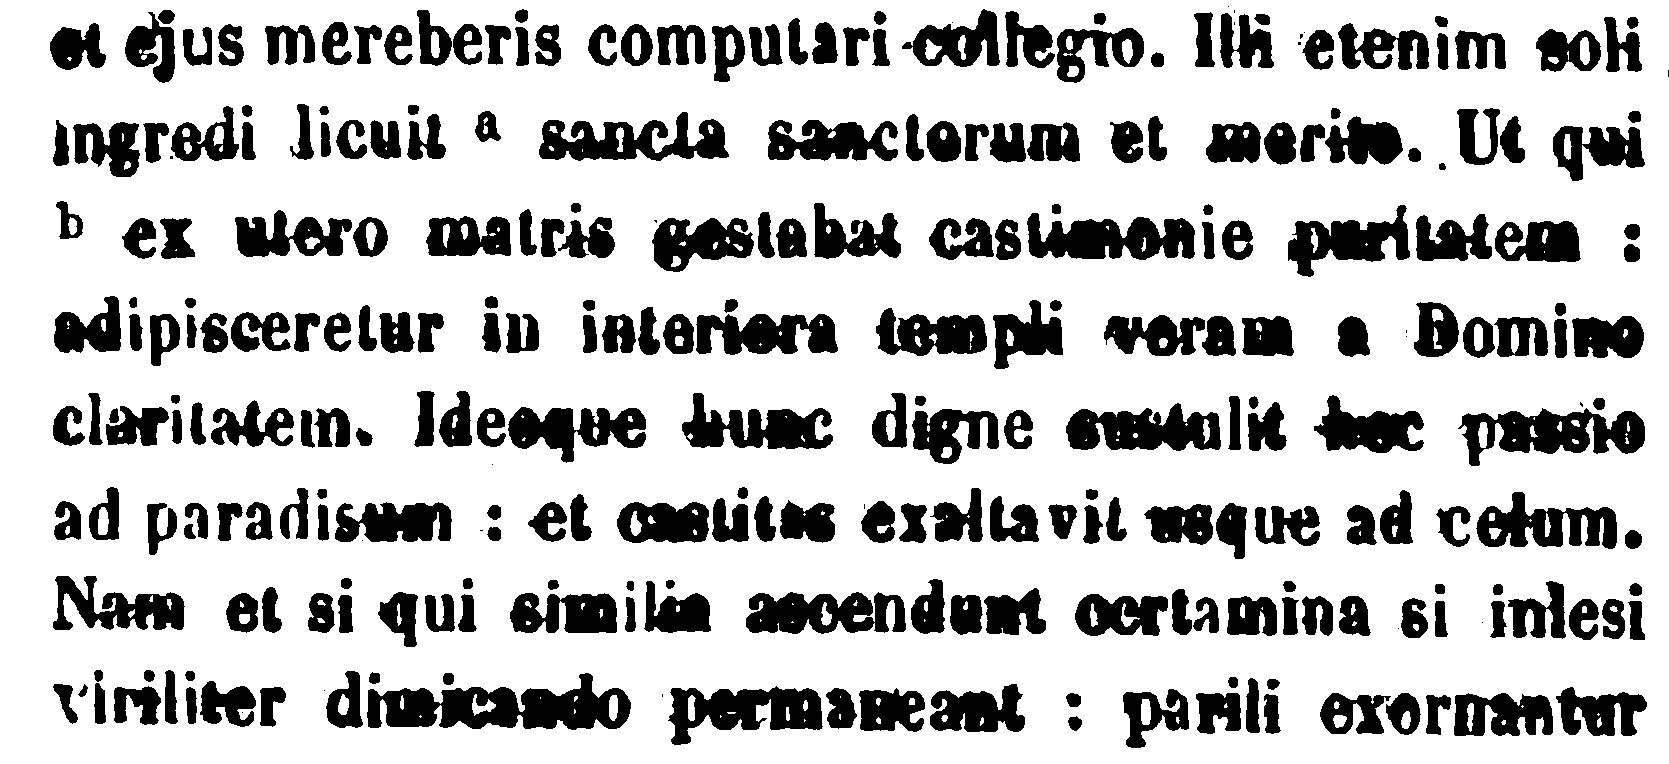 et ejus mereberis computari collegio. Illi etenim soli
ingredi licuit a sancta sanctorum et merito. Ut qui
b ex utero matris gestabat castimonie puritatem :
adipisceretur in interiora templi veram a Domino
claritatem. Ideoque hunc digne sustulit hec passio
ad paradisum : et castitas exaltavit usque ad celum.
Nam et si qui similia ascendunt certamina si inlesi
viriliter dimicando permaneant : parili exornantur